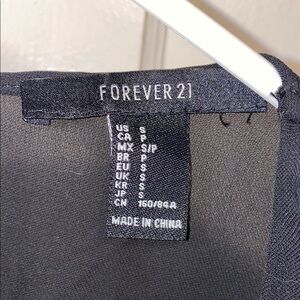 FOREVER 21
US S
CA P
MX S/P
BR P
EU S
UK S
KR S
JP S
CN 160/84A
MADE IN CHINA